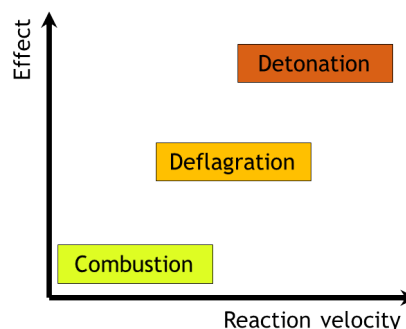 Effect
Detonation
Deflagration
Combustion
Reaction velocity